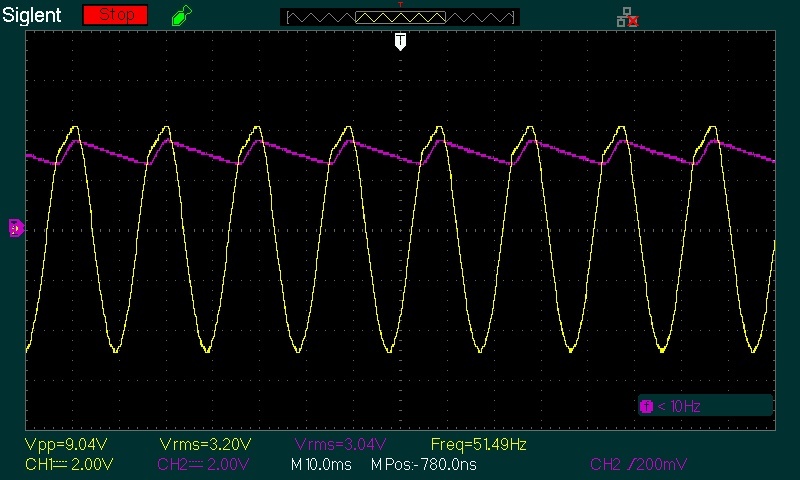 Siglent Stop T
T
T < 10Hz
Vpp=9.04V Vrms=3.20V Vrms=3.04V Freq=51.49Hz
CH1 2.00V CH2 2.00V M 10.0ms M Pos:-780.0ns CH2 /200mV